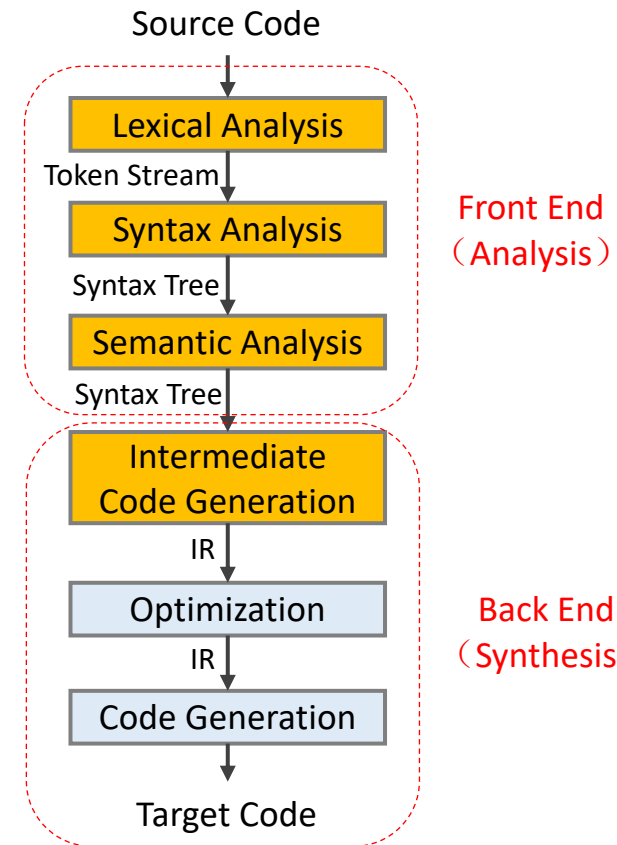 Source Code
Lexical Analysis
Token Stream
Syntax Analysis
Syntax Tree
Semantic Analysis
Syntax Tree
Front End
（Analysis）
Intermediate
Code Generation
IR
Optimization
IR
Code Generation
Target Code
Back End
（Synthesis